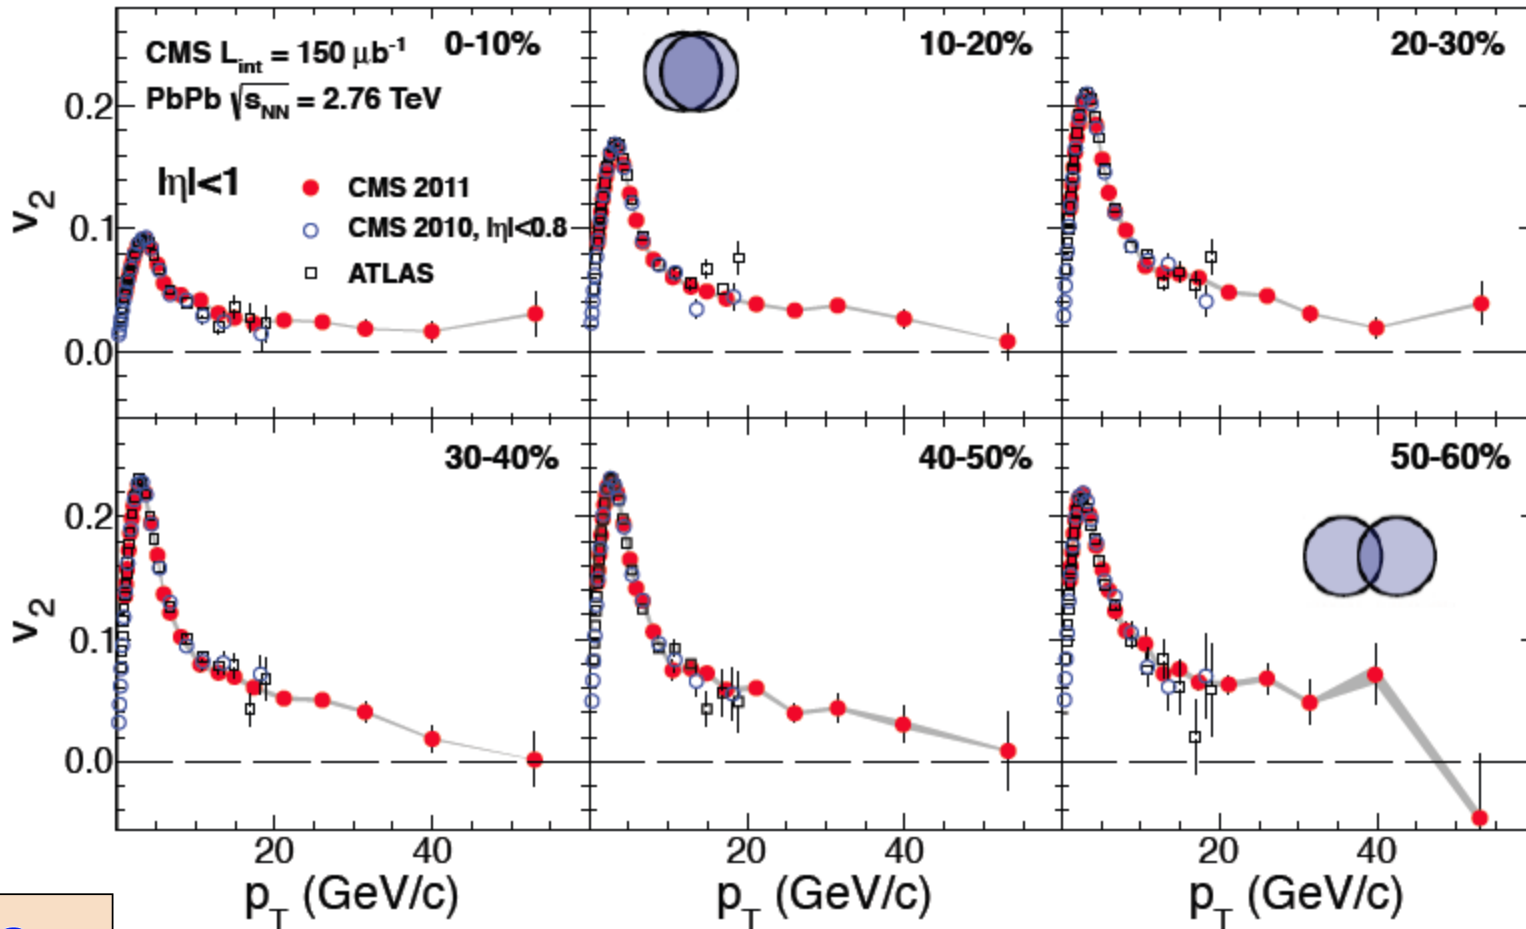 CMS L_int = 150 μb⁻¹ 0-10%
PbPb √s_NN = 2.76 TeV
|η|<1
CMS 2011
CMS 2010, |η|<0.8
ATLAS
10-20%
20-30%
v₂
0.2
0.1
0.0
30-40%
40-50%
50-60%
v₂
0.2
0.1
0.0
20 40
20 40
20 40
p_T (GeV/c)
p_T (GeV/c)
p_T (GeV/c)